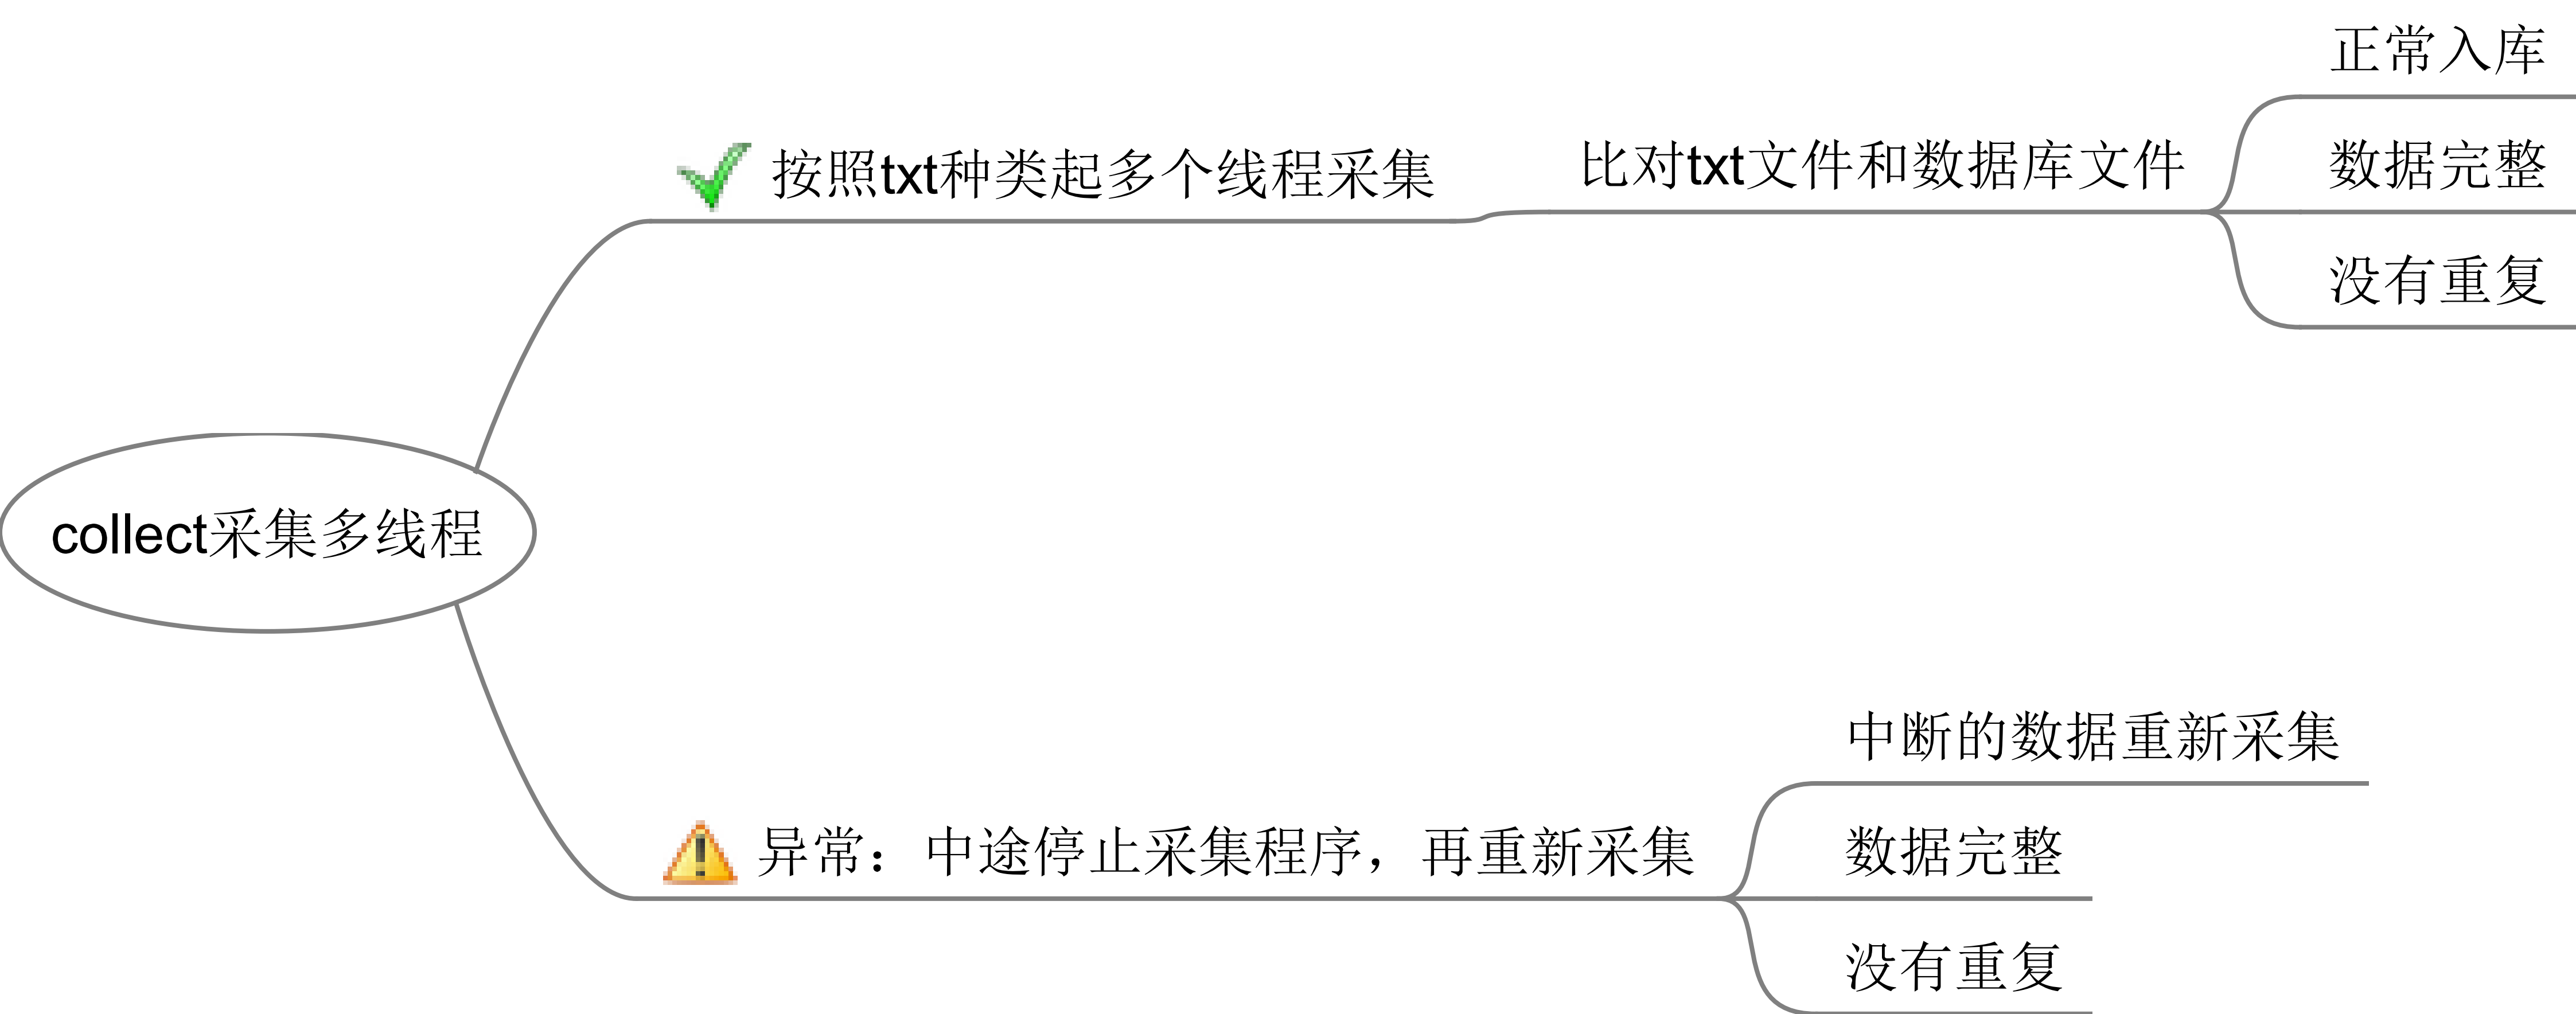 正常入库
按照txt种类起多个线程采集
比对txt文件和数据库文件
数据完整
没有重复
collect采集多线程
中断的数据重新采集
异常：中途停止采集程序，再重新采集
数据完整
没有重复